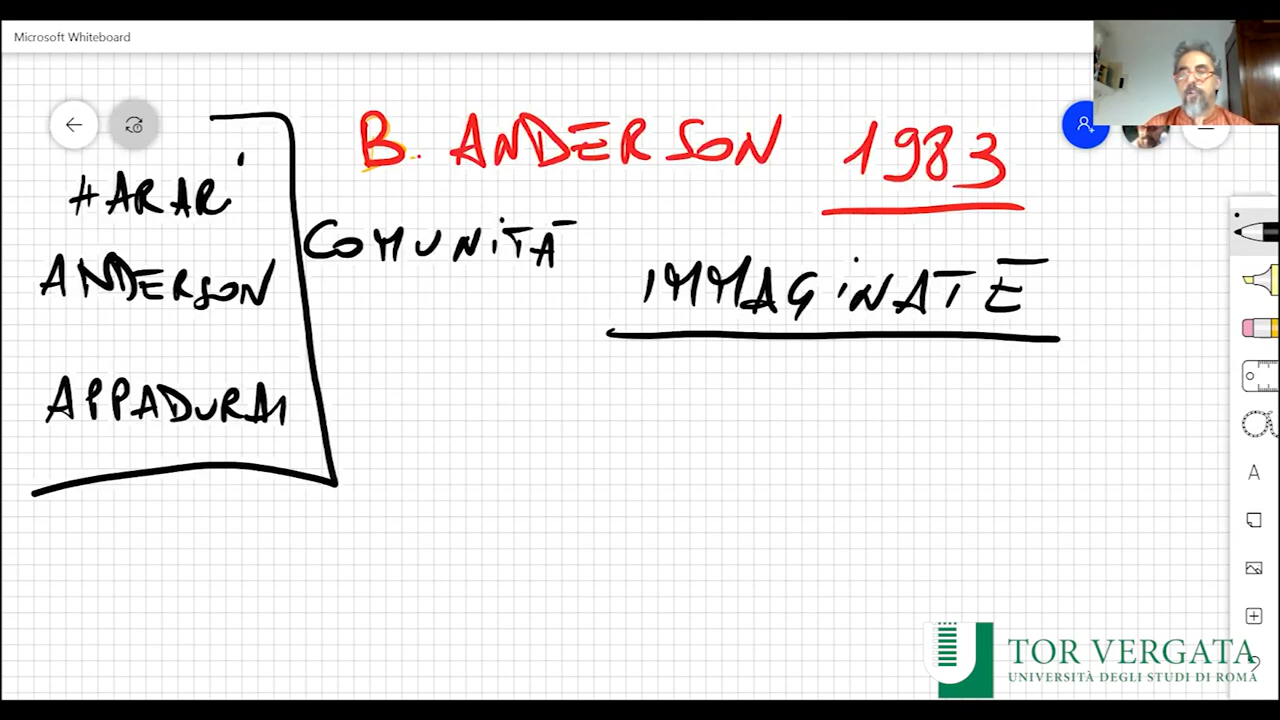 Microsoft Whiteboard
B. ANDERSON 1983
HARARi
ANDERSON
APPADURAI
COMUNITÀ
IMMAGINATE
A
TOR VERGATA
UNIVERSITÀ DEGLI STUDI DI ROMA